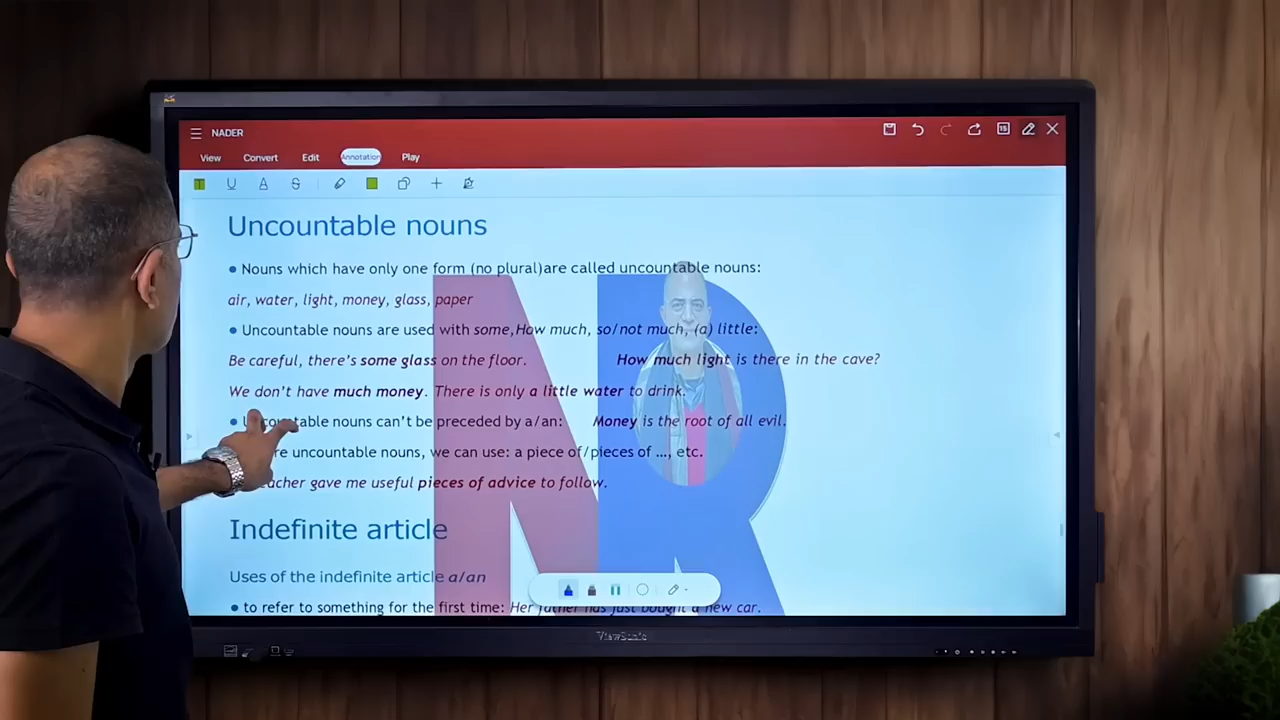 NADER
View Convert Edit Annotation Play
Uncountable nouns
• Nouns which have only one form (no plural)are called uncountable nouns:
air, water, light, money, glass, paper
• Uncountable nouns are used with some,How much, so/not much, (a) little:
Be careful, there's some glass on the floor. How much light is there in the cave?
We don't have much money. There is only a little water to drink.
• Uncountable nouns can't be preceded by a/an: Money is the root of all evil.
uncountable nouns, we can use: a piece of/pieces of …, etc.
gave me useful pieces of advice to follow.
Indefinite article
Uses of the indefinite article a/an
• to refer to something for the first time: Her father has just bought a new car.
ViewSonic